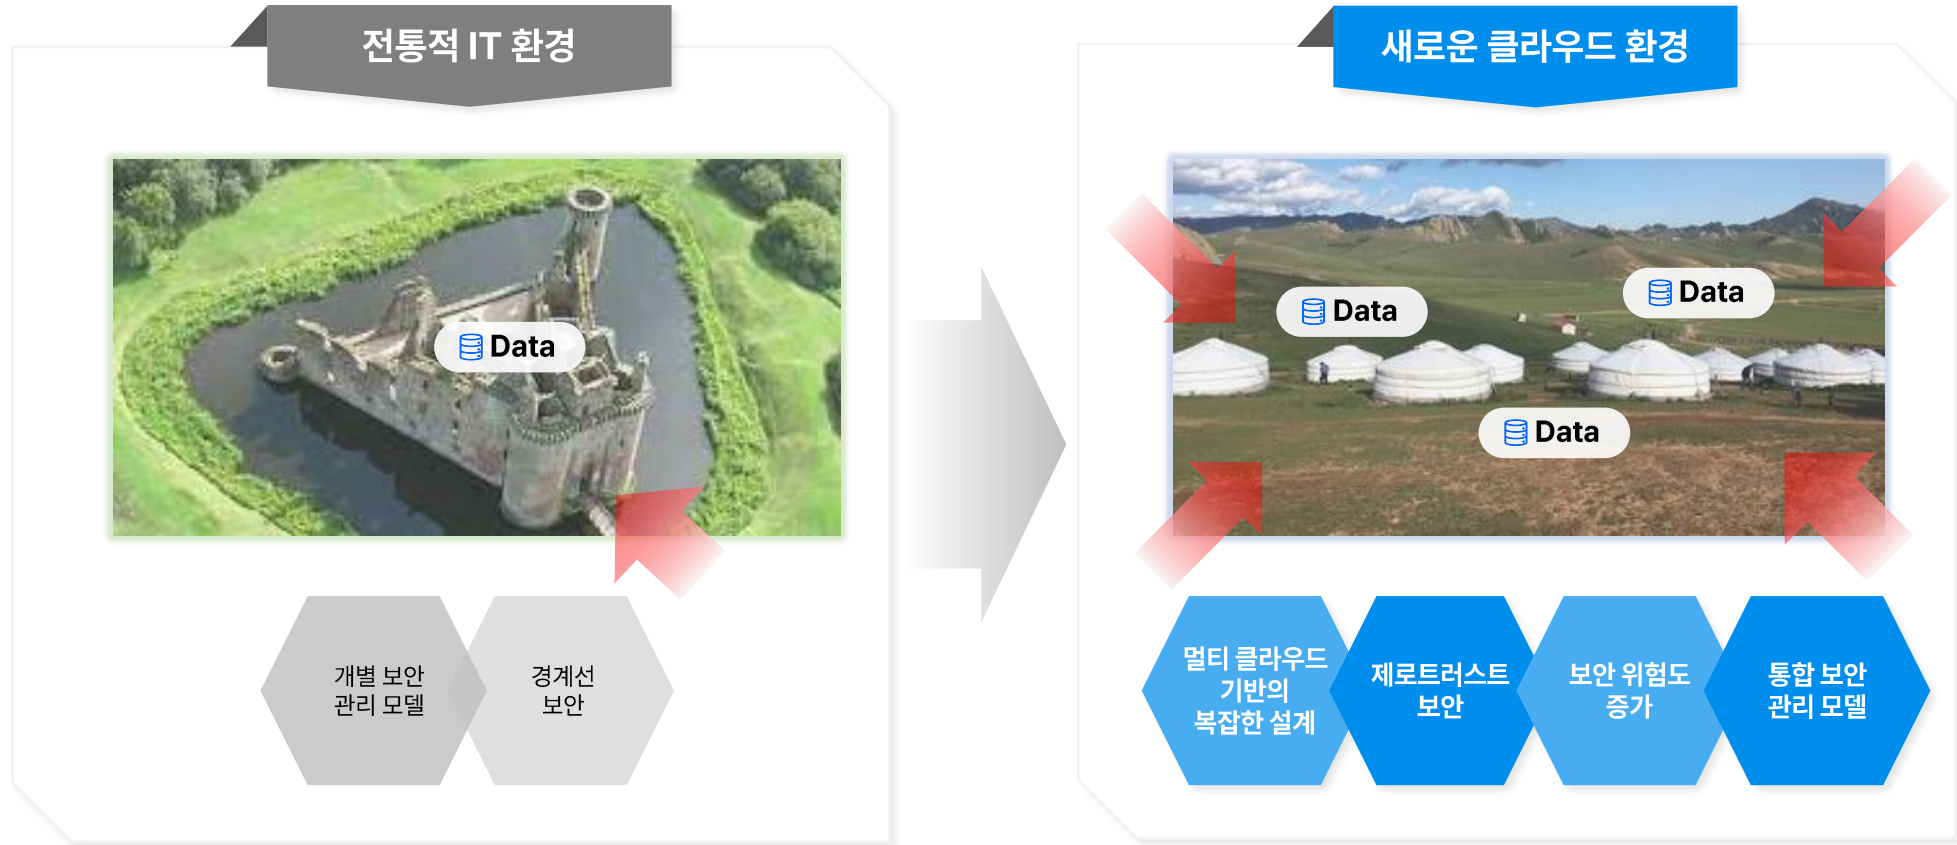 전통적 IT 환경
새로운 클라우드 환경
Data
Data
Data
Data
개별 보안
관리 모델
경계선
보안
멀티 클라우드
기반의
복잡한 설계
제로트러스트
보안
보안 위험도
증가
통합 보안
관리 모델